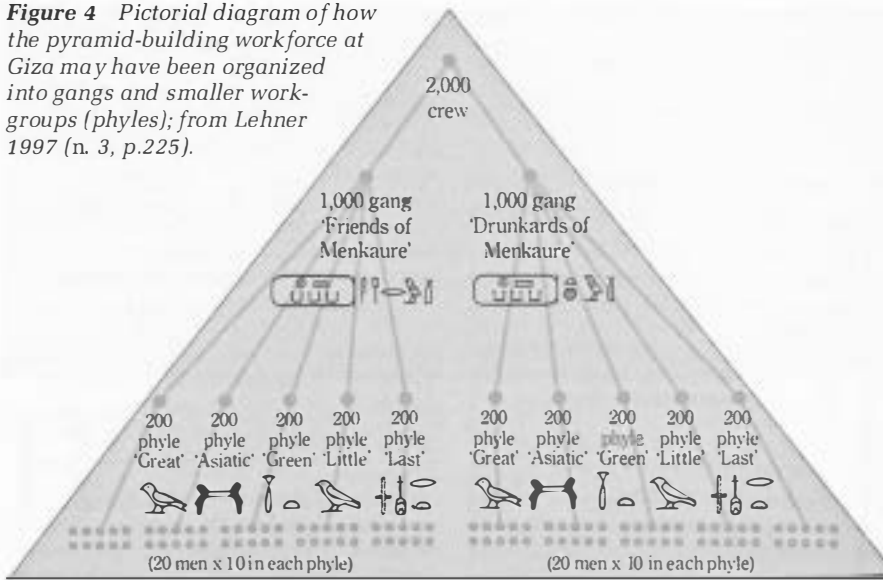 Figure 4 Pictorial diagram of how
the pyramid-building workforce at
Giza may have been organized
into gangs and smaller work-
groups (phyles); from Lehner
1997 (n. 3, p.225).
2,000
crew
1,000 gang
'Friends of
Menkaure'
1,000 gang
'Drunkards of
Menkaure'
200
phyle
'Great'
200
phyle
'Asiatic'
200
phyle
'Green'
200
phyle
'Little'
200
phyle
'Last'
200
phyle
'Great'
200
phyle
'Asiatic'
200
phyle
'Green'
200
phyle
'Little'
200
phyle
'Last'
(20 men x 10 in each phyle)
(20 men x 10 in each phyle)